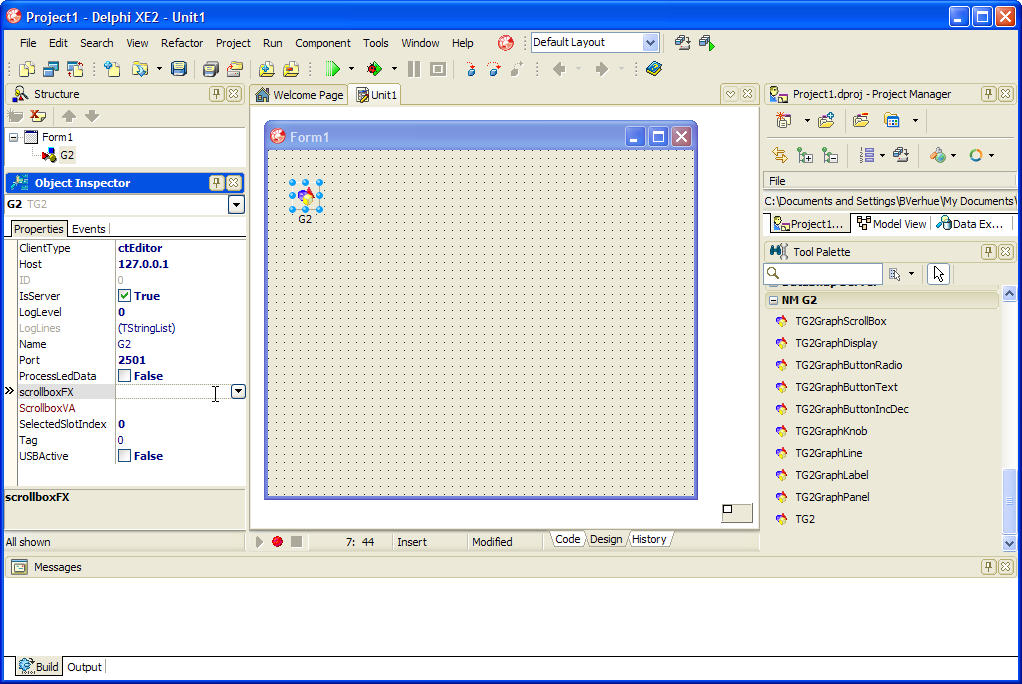 Project1 - Delphi XE2 - Unit1
File Edit Search View Refactor Project Run Component Tools Window Help
Default Layout
Structure
Form1
G2
Object Inspector
G2 TG2
Properties Events
ClientType ctEditor
Host 127.0.0.1
ID 0
IsServer True
LogLevel 0
LogLines (TStringList)
Name G2
Port 2501
ProcessLedData False
scrollboxFX
ScrollboxVA
SelectedSlotIndex 0
Tag 0
USBActive False
scrollboxFX
All shown
Welcome Page Unit1
Form1
G2
7: 44 Insert Modified Code Design History
Project1.dproj - Project Manager
File
C:\Documents and Settings\BVerhue\My Documents\
Project1... Model View Data Ex...
Tool Palette
NM G2
TG2GraphScrollBox
TG2GraphDisplay
TG2GraphButtonRadio
TG2GraphButtonText
TG2GraphButtonIncDec
TG2GraphKnob
TG2GraphLine
TG2GraphLabel
TG2GraphPanel
TG2
Messages
Build Output